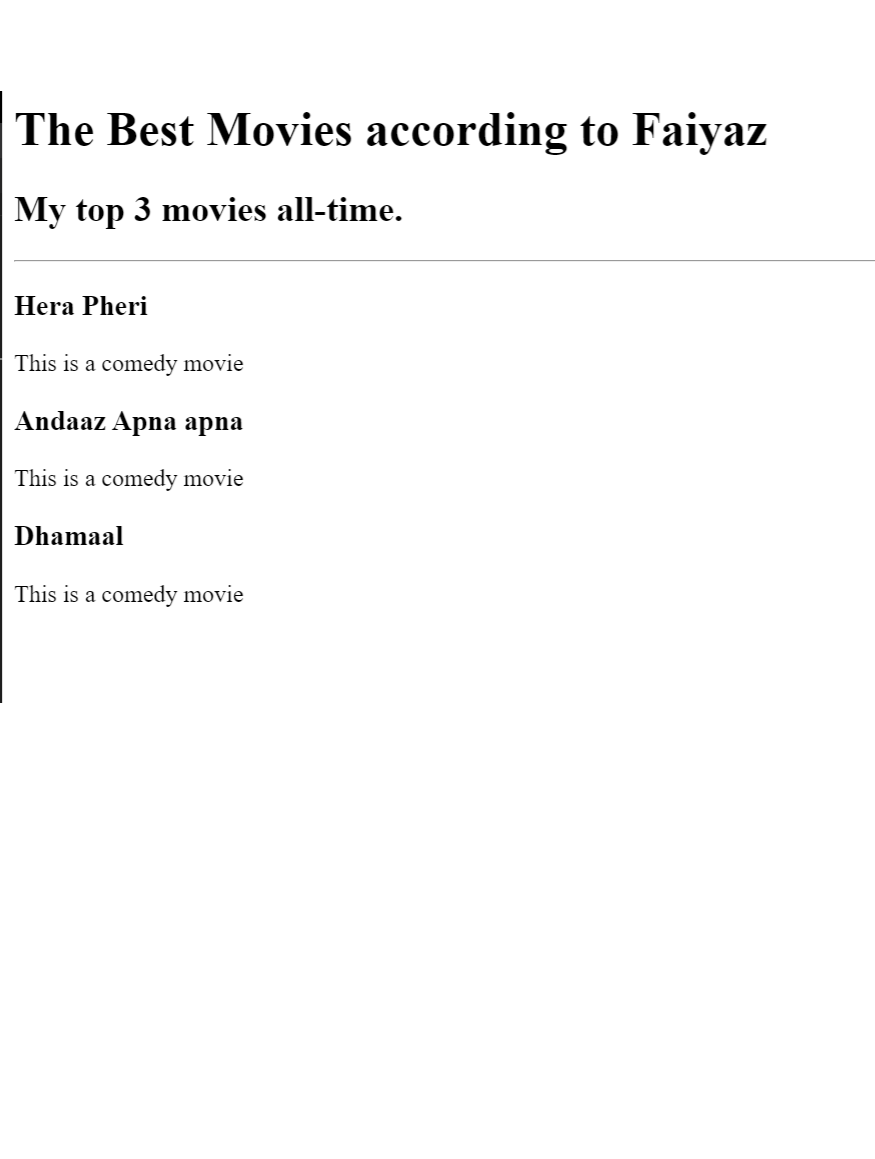 The Best Movies according to Faiyaz
My top 3 movies all-time.
Hera Pheri
This is a comedy movie
Andaaz Apna apna
This is a comedy movie
Dhamaal
This is a comedy movie